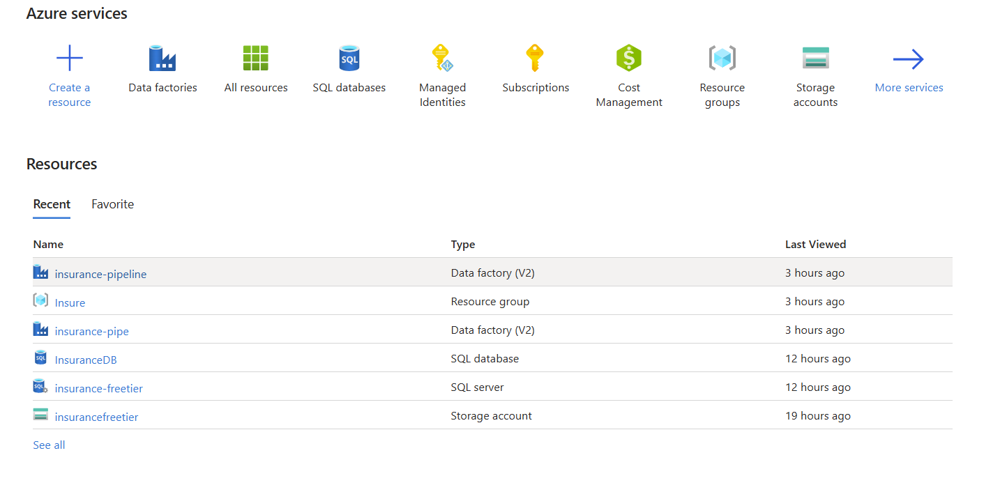 Azure services
Create a resource
Data factories
All resources
SQL
SQL databases
Managed Identities
Subscriptions
$
Cost Management
Resource groups
Storage accounts
More services
Resources
Recent Favorite
Name Type Last Viewed
insurance-pipeline Data factory (V2) 3 hours ago
Insure Resource group 3 hours ago
insurance-pipe Data factory (V2) 3 hours ago
SQL InsuranceDB SQL database 12 hours ago
SQL insurance-freetier SQL server 12 hours ago
insurancefreetier Storage account 19 hours ago
See all